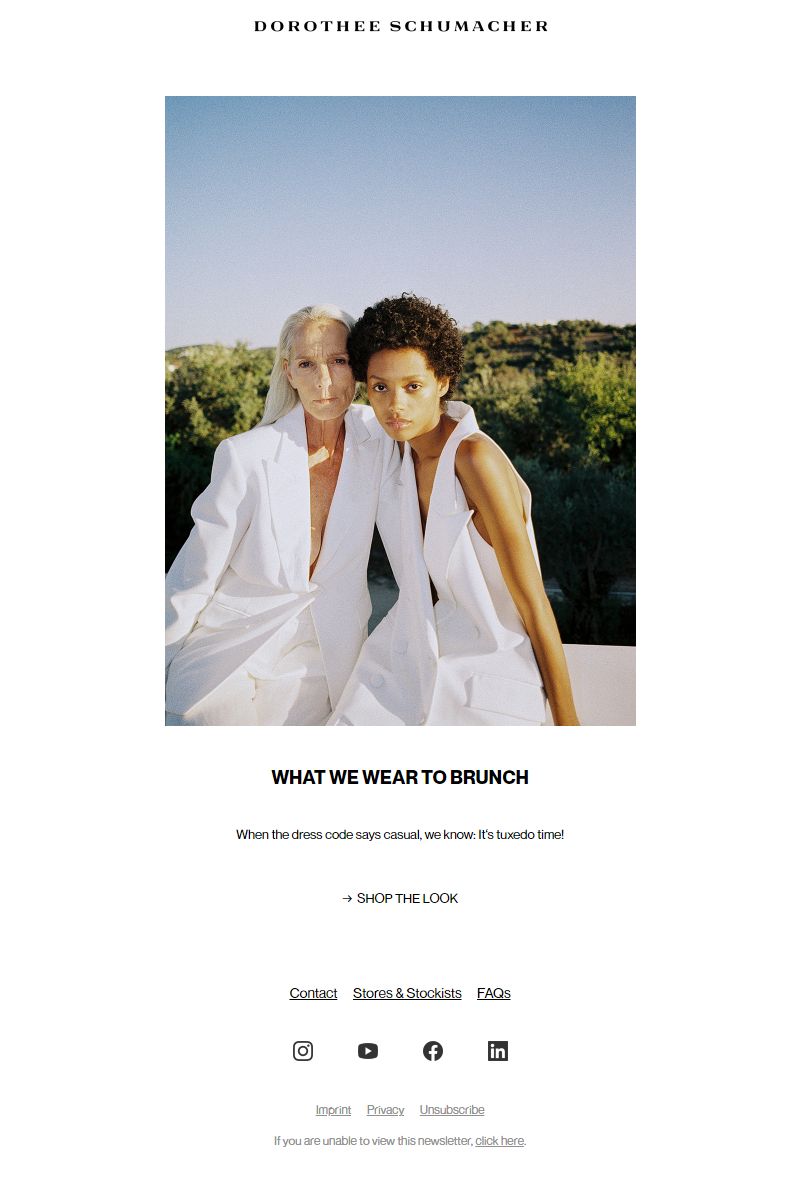 DOROTHEE SCHUMACHER
WHAT WE WEAR TO BRUNCH
When the dress code says casual, we know: It's tuxedo time!
→ SHOP THE LOOK
Contact Stores & Stockists FAQs
Imprint Privacy Unsubscribe
If you are unable to view this newsletter, click here.